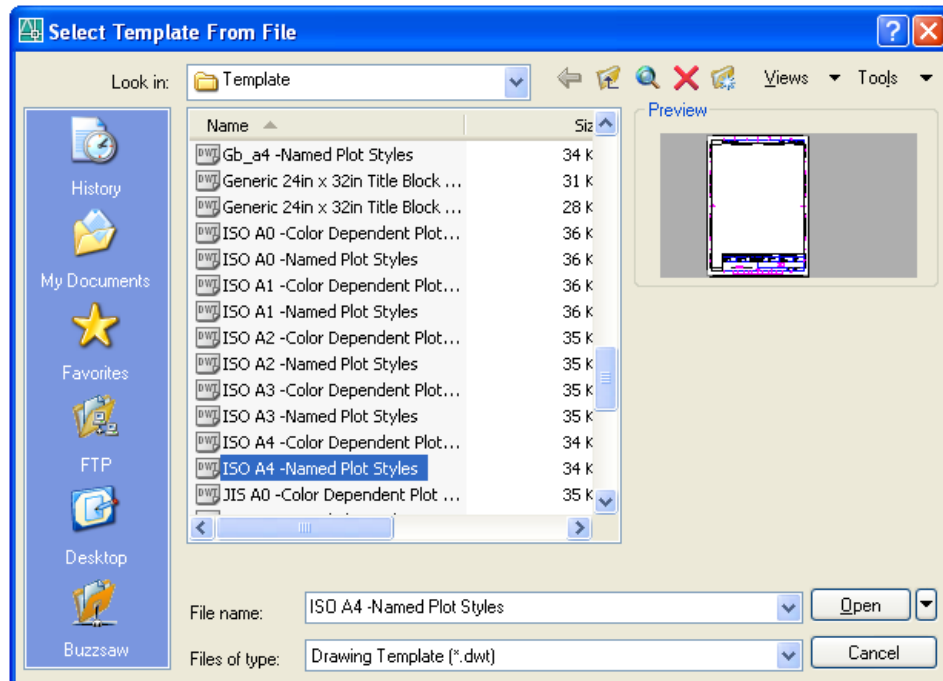 Select Template From File
Look in: Template Views Tools
Preview
Name Siz
Gb_a4 -Named Plot Styles 34 K
Generic 24in x 32in Title Block ... 31 K
Generic 24in x 32in Title Block ... 28 K
ISO A0 -Color Dependent Plot... 36 K
ISO A0 -Named Plot Styles 36 K
ISO A1 -Color Dependent Plot... 36 K
ISO A1 -Named Plot Styles 36 K
ISO A2 -Color Dependent Plot... 35 K
ISO A2 -Named Plot Styles 35 K
ISO A3 -Color Dependent Plot... 35 K
ISO A3 -Named Plot Styles 35 K
ISO A4 -Color Dependent Plot... 34 K
ISO A4 -Named Plot Styles 34 K
JIS A0 -Color Dependent Plot ... 35 K
History
My Documents
Favorites
FTP
Desktop
Buzzsaw
File name: ISO A4 -Named Plot Styles Open
Files of type: Drawing Template (*.dwt) Cancel